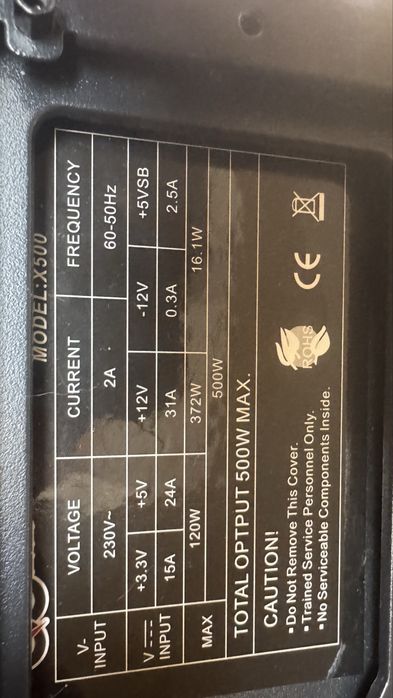 MODEL:X500
V-INPUT VOLTAGE CURRENT FREQUENCY
230V~ 2A 60-50Hz
V⎓ INPUT +3.3V +5V +12V -12V +5VSB
15A 24A 31A 0.3A 2.5A
MAX 120W 372W 16.1W
500W
TOTAL OPTPUT 500W MAX.
CAUTION!
▪ Do Not Remove This Cover.
▪ Trained Service Personnel Only.
▪ No Serviceable Components Inside.
ROHS
CE